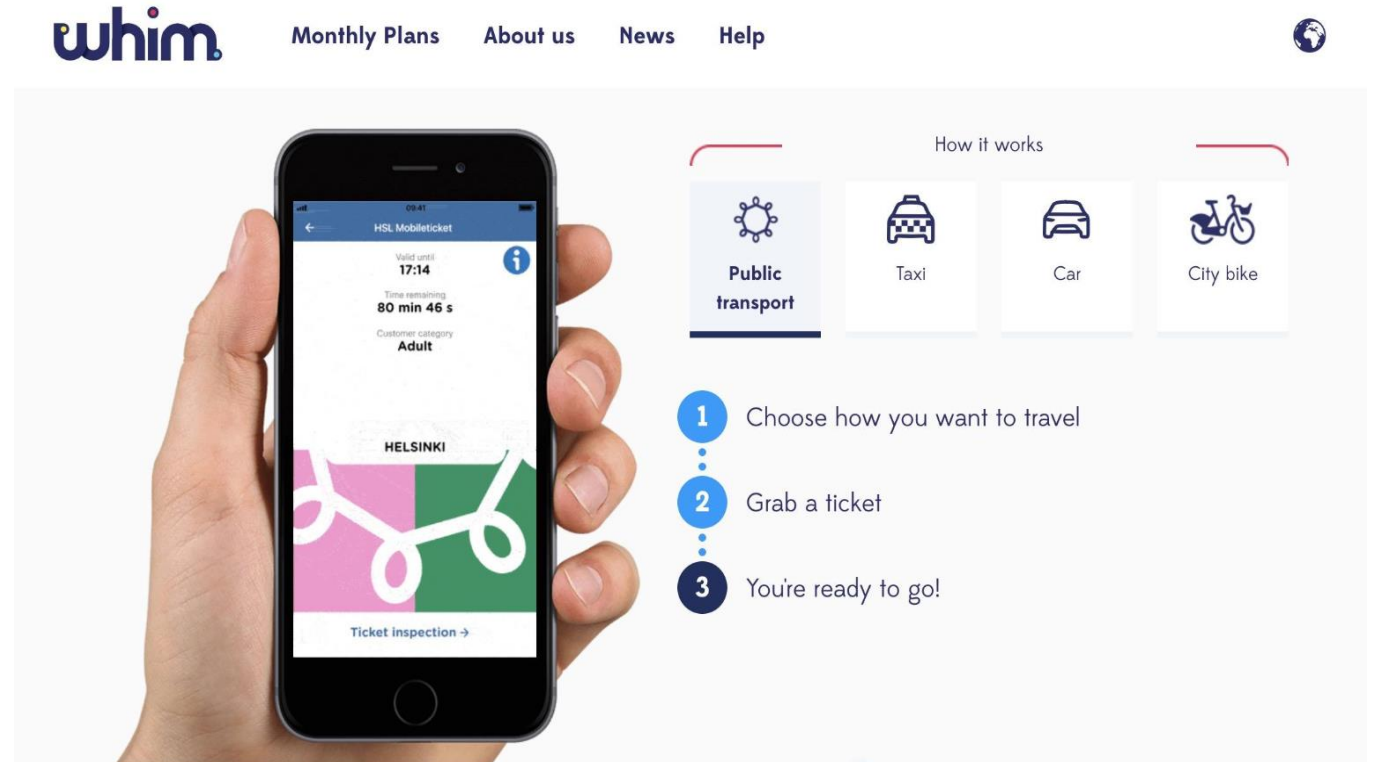 whim.
Monthly Plans About us News Help
How it works
Public
transport
Taxi
Car
City bike
1 Choose how you want to travel
2 Grab a ticket
3 You're ready to go!
09:41
HSL Mobileticket
Valid until
17:14
Time remaining
80 min 46 s
Customer category
Adult
HELSINKI
Ticket inspection →